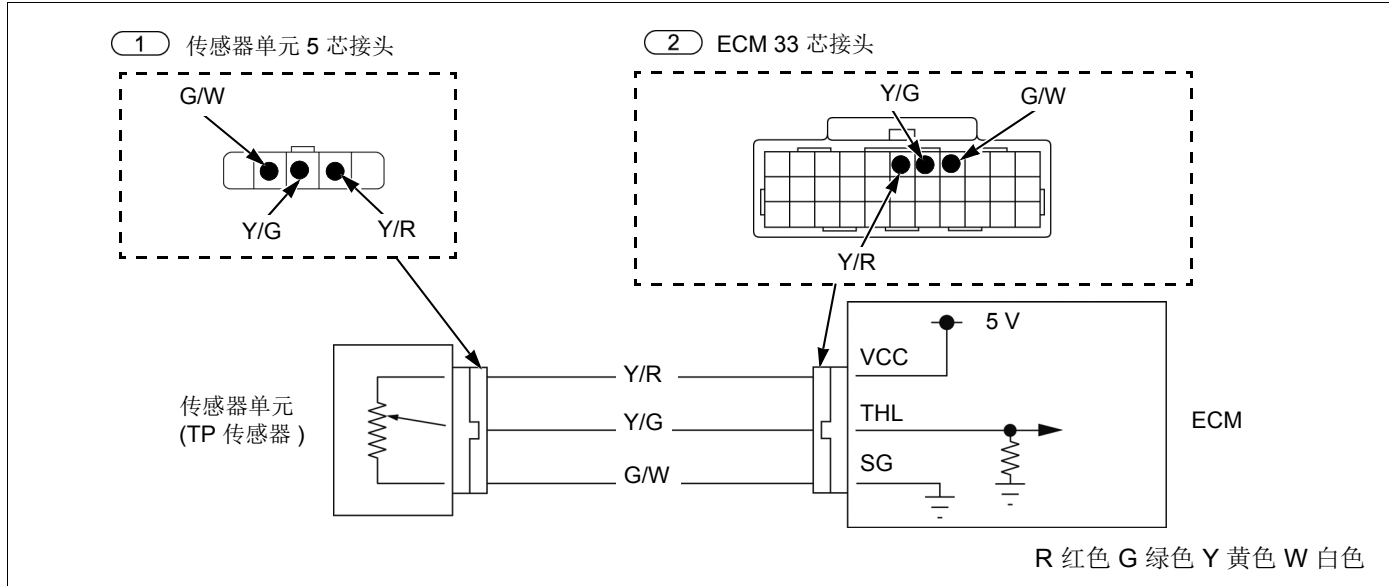 1 传感器单元 5 芯接头
2 ECM 33 芯接头
G/W
Y/G
Y/R
Y/G
G/W
Y/R
5 V
VCC
Y/R
传感器单元
(TP 传感器 )
Y/G
THL
ECM
G/W
SG
R 红色 G 绿色 Y 黄色 W 白色